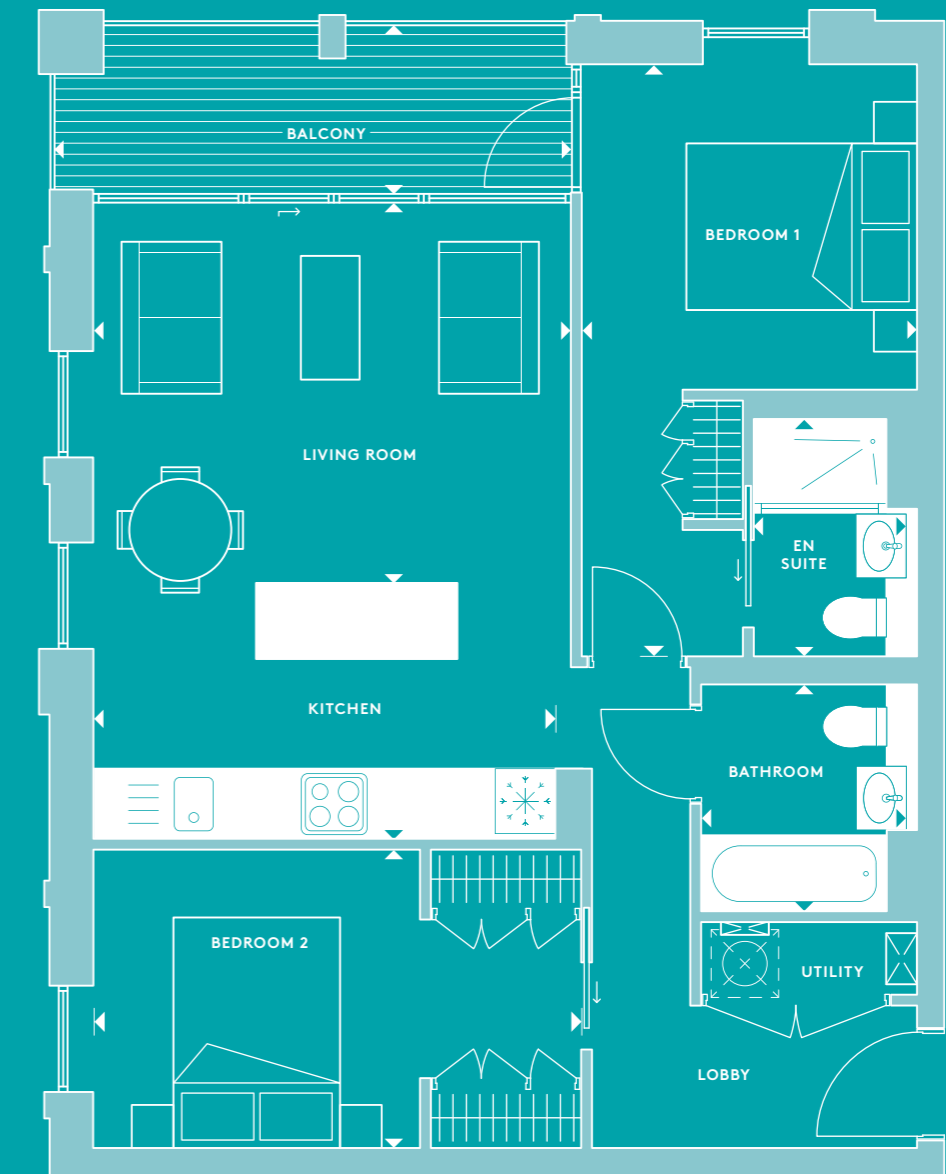 BALCONY
BEDROOM 1
LIVING ROOM
EN
SUITE
KITCHEN
BATHROOM
BEDROOM 2
UTILITY
LOBBY